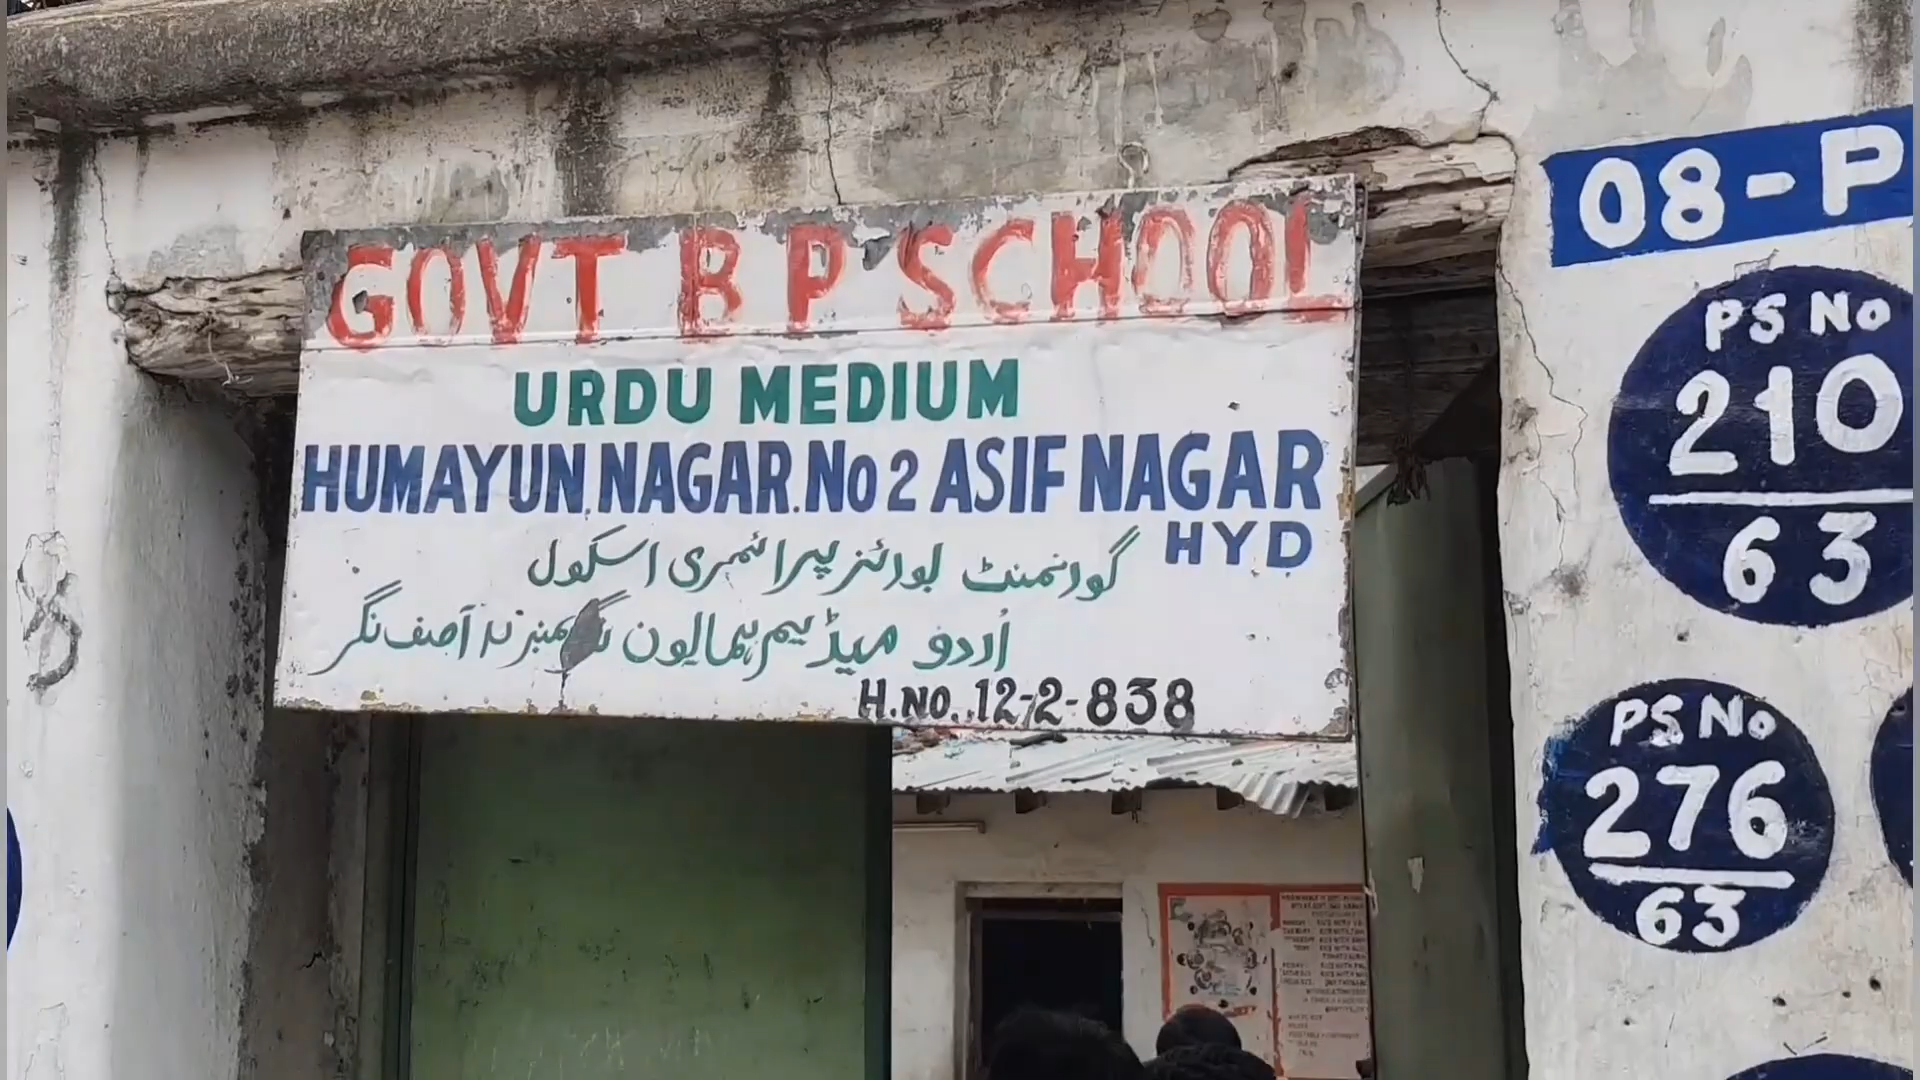 GOVT B P SCHOOL
URDU MEDIUM
HUMAYUN NAGAR. No 2 ASIF NAGAR
HYD
گورنمنٹ بوائز پرائمری اسکول
اُردو میڈیم ہمایوں نگر نمبر ۲ آصف نگر
H.NO. 12-2-838
08-P
PS No
210
63
PS No
276
63